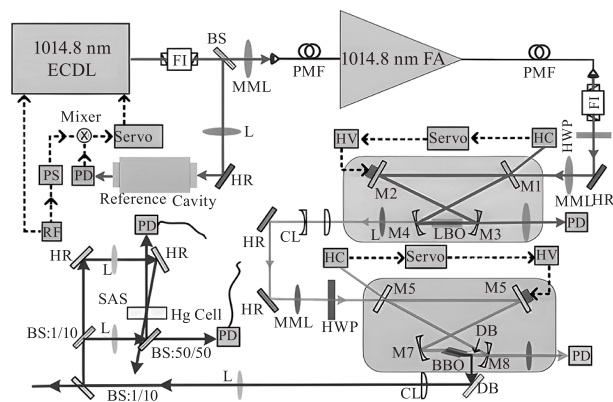 1014.8 nm
ECDL
FI
BS
MML
PMF
1014.8 nm FA
PMF
FI
HWP
HV
Servo
HC
Mixer
Servo
L
PS
PD
RF
Reference Cavity
HR
M2
M1
MML
HR
M4
LBO
M3
L
PD
PD
HR
HR
L
HR
CL
HC
Servo
HV
SAS
Hg Cell
M5
M5
HR
MML
HWP
BS:1/10
L
BS:50/50
PD
M7
DB
M8
BBO
PD
BS:1/10
L
CL
DB